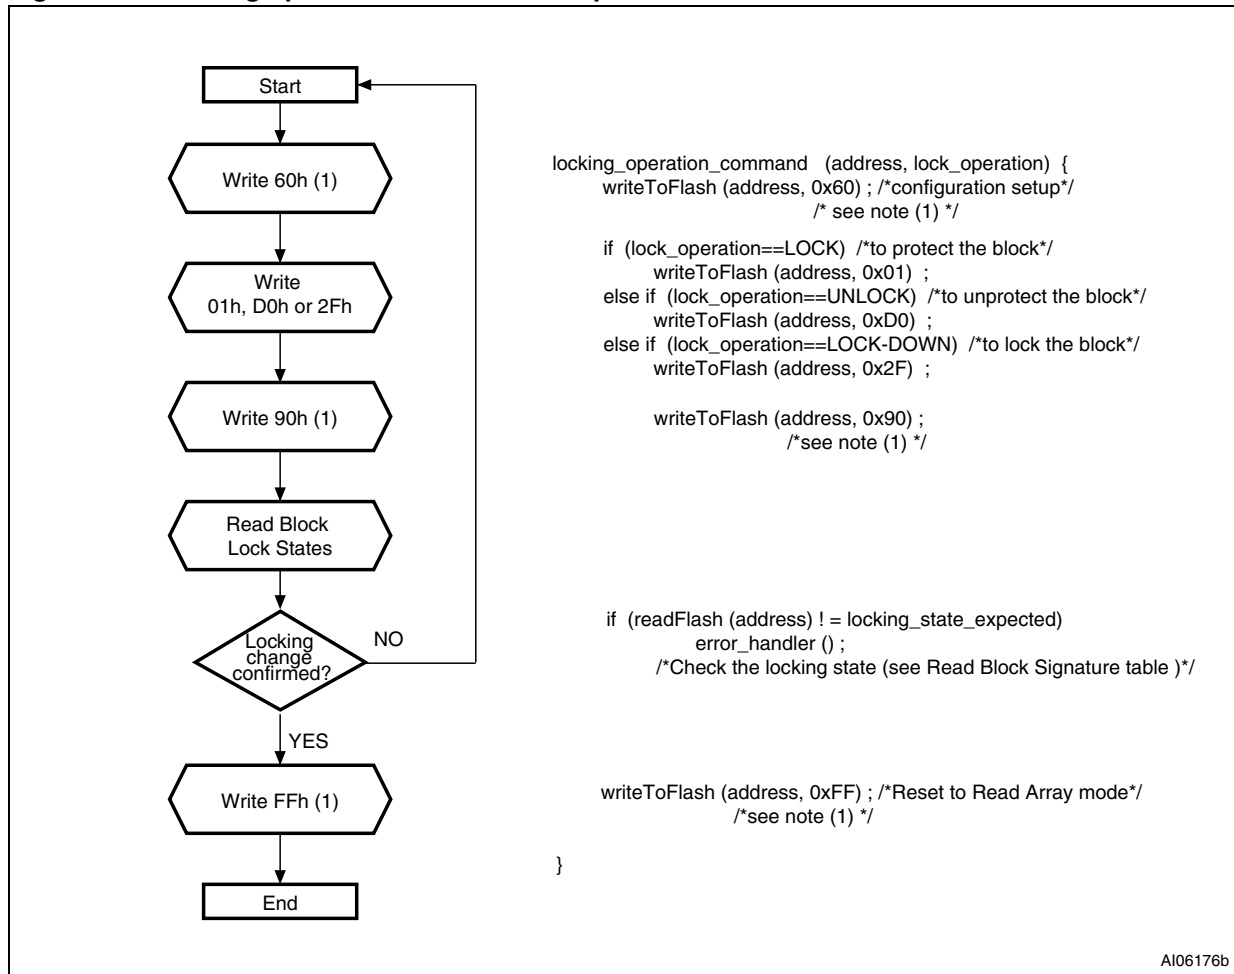 Start
Write 60h (1)
Write
01h, D0h or 2Fh
Write 90h (1)
Read Block
Lock States
Locking
change
confirmed?
NO
YES
Write FFh (1)
End
locking_operation_command (address, lock_operation) {
writeToFlash (address, 0x60) ; /*configuration setup*/
/* see note (1) */
if (lock_operation==LOCK) /*to protect the block*/
writeToFlash (address, 0x01) ;
else if (lock_operation==UNLOCK) /*to unprotect the block*/
writeToFlash (address, 0xD0) ;
else if (lock_operation==LOCK-DOWN) /*to lock the block*/
writeToFlash (address, 0x2F) ;
writeToFlash (address, 0x90) ;
/*see note (1) */
if (readFlash (address) ! = locking_state_expected)
error_handler () ;
/*Check the locking state (see Read Block Signature table )*/
writeToFlash (address, 0xFF) ; /*Reset to Read Array mode*/
/*see note (1) */
}
AI06176b